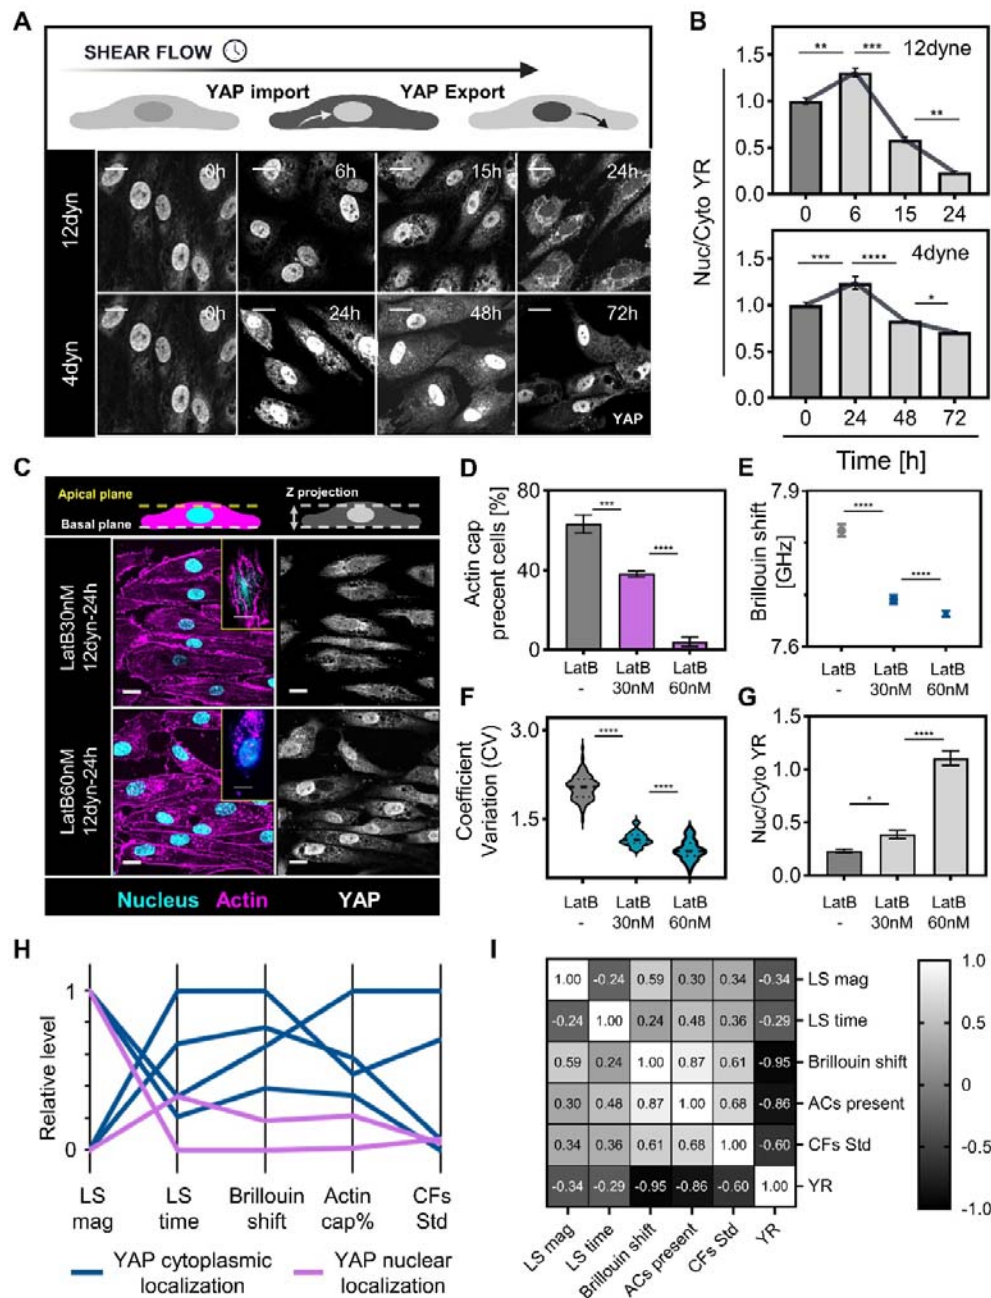 A
SHEAR FLOW
YAP import
YAP Export
12dyn
0h
6h
15h
24h
4dyn
0h
24h
48h
72h
YAP
B
Nuc/Cyto YR
12dyne
1.5
1.0
0.5
0.0
** *** **
0 6 15 24
4dyne
1.5
1.0
0.5
0.0
*** **** *
0 24 48 72
Time [h]
C
Apical plane
Basal plane
Z projection
LatB30nM
12dyn-24h
LatB60nM
12dyn-24h
Nucleus Actin YAP
D
Actin cap
precent cells [%]
80
40
0
*** ****
LatB LatB LatB
- 30nM 60nM
E
Brillouin shift
[GHz]
7.9
7.6
**** ****
LatB LatB LatB
- 30nM 60nM
F
Coefficient
Variation (CV)
3.0
1.5
**** ****
LatB LatB LatB
- 30nM 60nM
G
Nuc/Cyto YR
1.5
1.0
0.5
0.0
* ****
LatB LatB LatB
- 30nM 60nM
H
Relative level
1
0
LS LS Brillouin Actin CFs
mag time shift cap% Std
YAP cytoplasmic
localization
YAP nuclear
localization
I
1.00 -0.24 0.59 0.30 0.34 -0.34 LS mag
-0.24 1.00 0.24 0.48 0.36 -0.29 LS time
0.59 0.24 1.00 0.87 0.61 -0.95 Brillouin shift
0.30 0.48 0.87 1.00 0.68 -0.86 ACs present
0.34 0.36 0.61 0.68 1.00 -0.60 CFs Std
-0.34 -0.29 -0.95 -0.86 -0.60 1.00 YR
LS mag
LS time
Brillouin shift
ACs present
CFs Std
YR
1.0
0.5
0
-0.5
-1.0